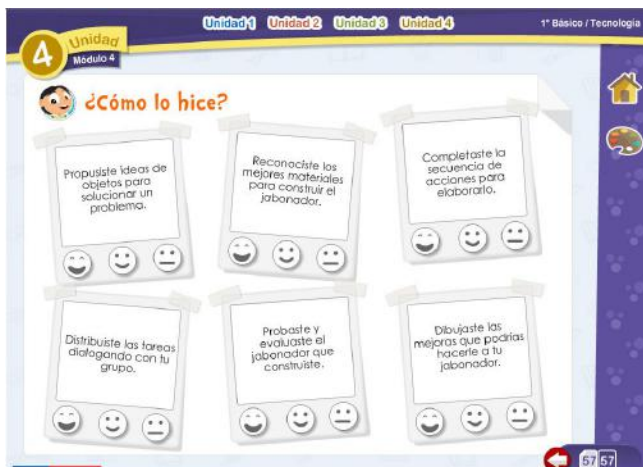 Unidad 1 Unidad 2 Unidad 3 Unidad 4
1° Básico / Tecnología
4 Unidad
Módulo 4
¿Cómo lo hice?
Propusiste ideas de
objetos para
solucionar un
problema.
Reconociste los
mejores materiales
para construir el
jabonador.
Completaste la
secuencia de
acciones para
elaborarlo.
Distribuiste las tareas
dialogando con tu
grupo.
Probaste y
evaluaste el
jabonador que
construiste.
Dibujaste las
mejoras que podrías
hacerle a tu
jabonador.
57 57